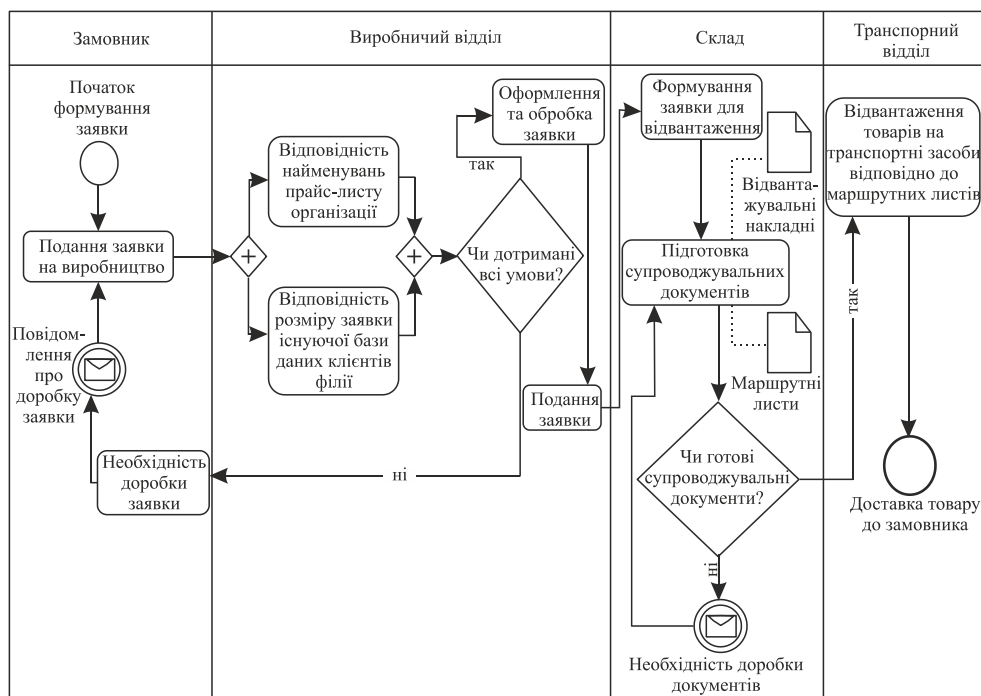 Замовник
Виробничий відділ
Склад
Транспорний
відділ
Початок
формування
заявки
Подання заявки
на виробництво
Повідом-
лення
про
доробку
заявки
Необхідність
доробки
заявки
Відповідність
найменувань
прайс-листу
організації
Відповідність
розміру заявки
існуючої бази
даних клієнтів
філії
Чи дотримані
всі умови?
так
ні
Оформлення
та обробка
заявки
Подання
заявки
Формування
заявки для
відвантаження
Відванта-
жувальні
накладні
Підготовка
супроводжувальних
документів
Маршрутні
листи
Чи готові
супроводжувальні
документи?
ні
так
Необхідність доробки
документів
Відвантаження
товарів на
транспортні засоби
відповідно до
маршрутних листів
Доставка товару
до замовника